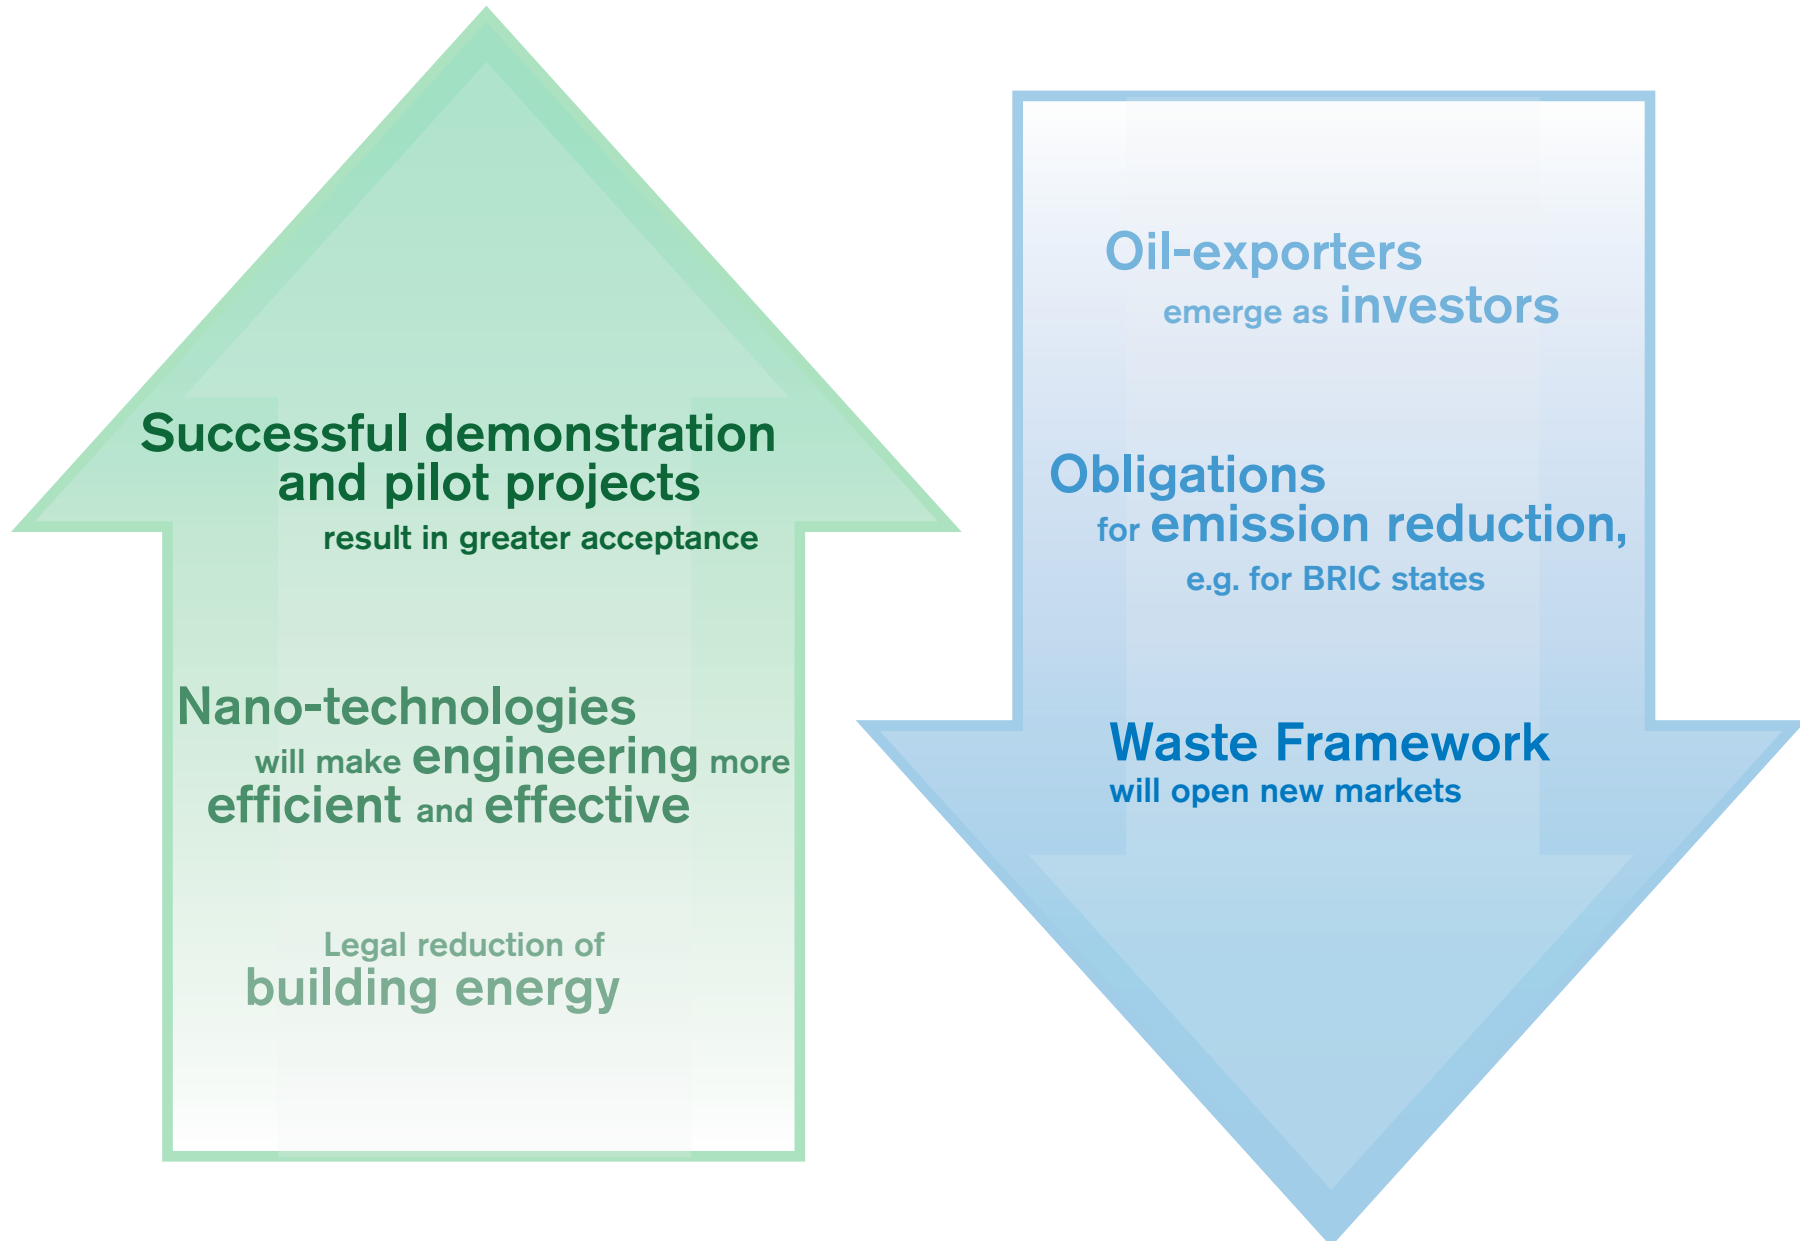 Successful demonstration
and pilot projects
result in greater acceptance
Nano-technologies
will make engineering more
efficient and effective
Legal reduction of
building energy
Oil-exporters
emerge as investors
Obligations
for emission reduction,
e.g. for BRIC states
Waste Framework
will open new markets